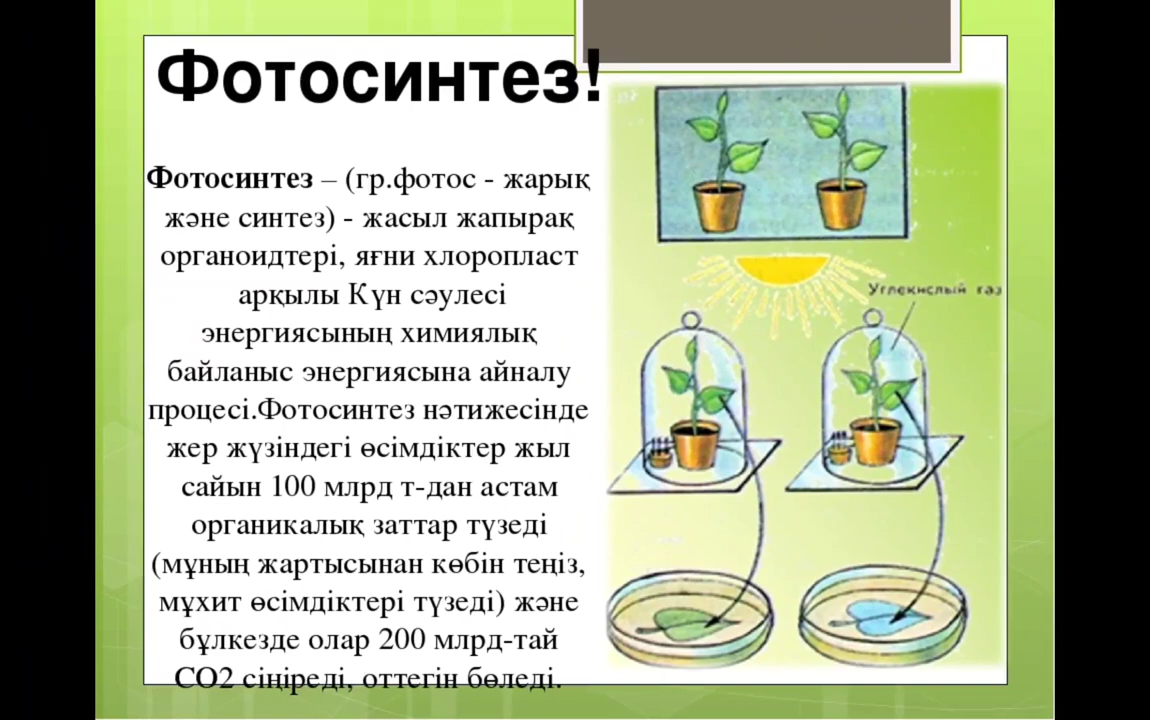 Фотосинтез!
Фотосинтез – (гр.фотос - жарық
және синтез) - жасыл жапырақ
органоидтері, яғни хлоропласт
арқылы Күн сәулесі
энергиясының химиялық
байланыс энергиясына айналу
процесі.Фотосинтез нәтижесінде
жер жүзіндегі өсімдіктер жыл
сайын 100 млрд т-дан астам
органикалық заттар түзеді
(мұның жартысынан көбін теңіз,
мұхит өсімдіктері түзеді) және
бұлкезде олар 200 млрд-тай
СО2 сіңіреді, оттегін бөледі.
Углекислый газ